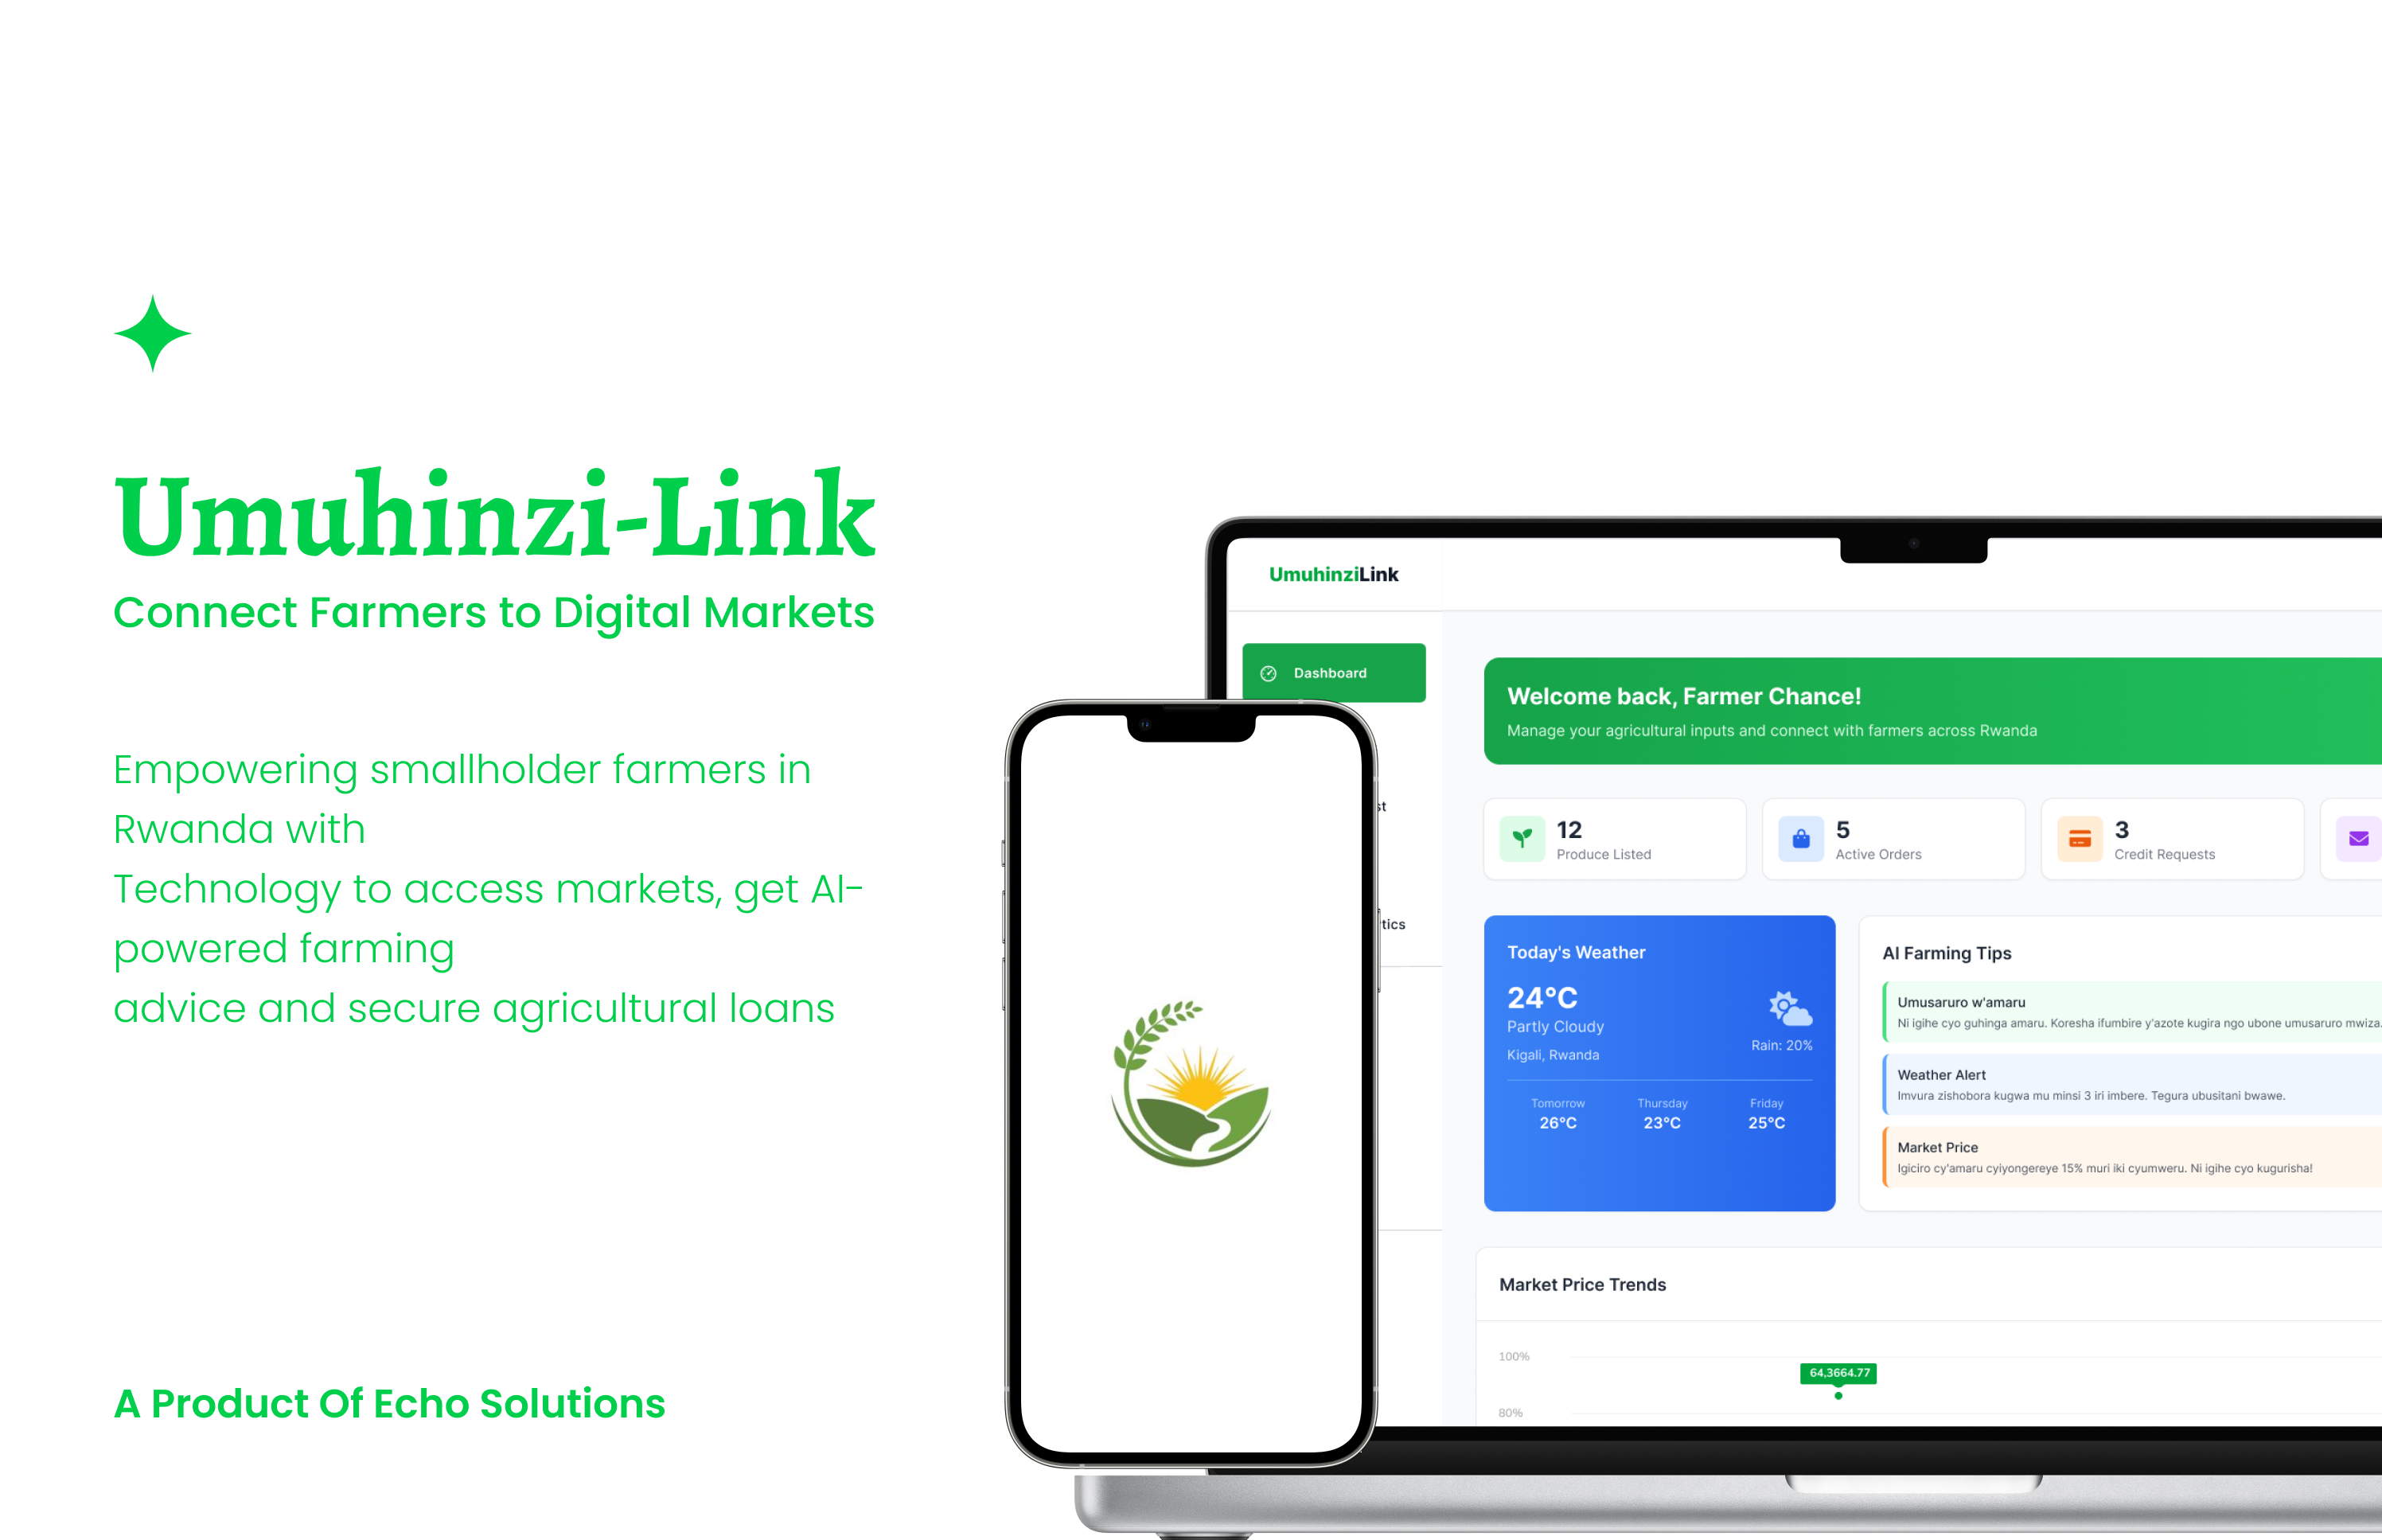 Umuhinzi-Link
Connect Farmers to Digital Markets
Empowering smallholder farmers in
Rwanda with
Technology to access markets, get AI-
powered farming
advice and secure agricultural loans
A Product Of Echo Solutions
UmuhinziLink
Dashboard
Welcome back, Farmer Chance!
Manage your agricultural inputs and connect with farmers across Rwanda
12
Produce Listed
5
Active Orders
3
Credit Requests
Today's Weather
24°C
Partly Cloudy
Kigali, Rwanda
Rain: 20%
Tomorrow
26°C
Thursday
23°C
Friday
25°C
AI Farming Tips
Umusaruro w'amaru
Ni igihe cyo guhinga amaru. Koresha ifumbire y'azote kugira ngo ubone umusaruro mwiza.
Weather Alert
Imvura zishobora kugwa mu minsi 3 iri imbere. Tegura ubusitani bwawe.
Market Price
Igiciro cy'amaru cyiyongereye 15% muri iki cyumweru. Ni igihe cyo kugurisha!
Market Price Trends
100%
64,3664.77
80%